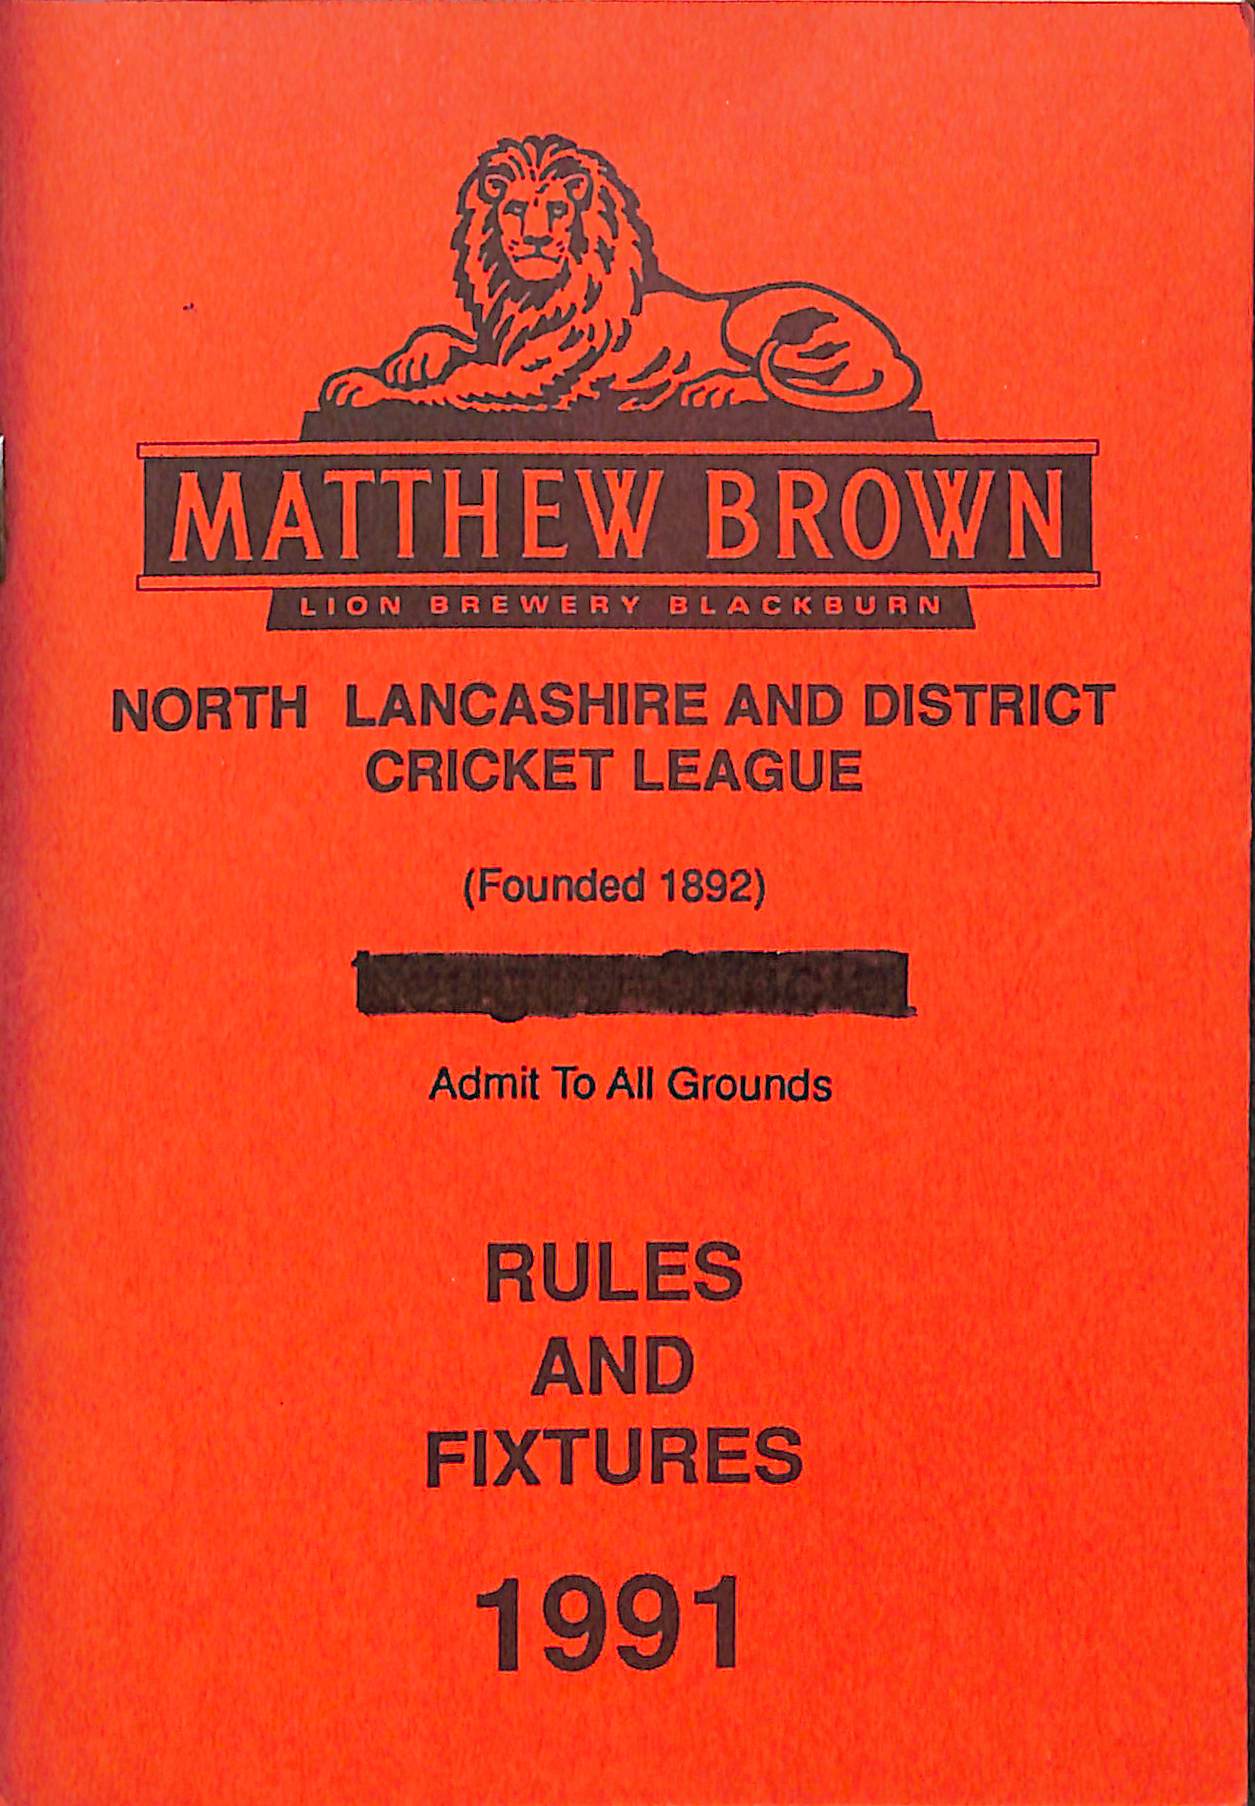 MATTHEW BROWN
LION BREWERY BLACKBURN
NORTH LANCASHIRE AND DISTRICT
CRICKET LEAGUE
(Founded 1892)
Admit To All Grounds
RULES
AND
FIXTURES
1991